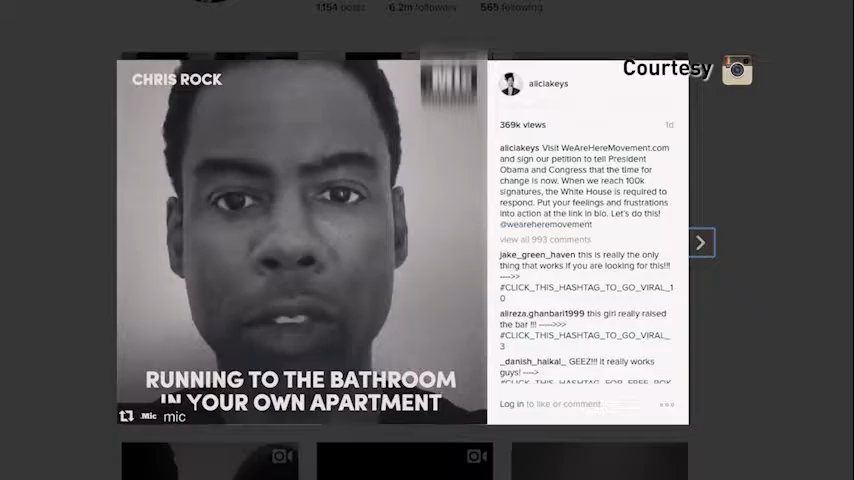 1,154 posts 6.2m followers 565 following
Courtesy
CHRIS ROCK
MIC
RUNNING TO THE BATHROOM
IN YOUR OWN APARTMENT
Mic mic
aliciakeys
369k views 1d
aliciakeys Visit WeAreHereMovement.com
and sign our petition to tell President
Obama and Congress that the time for
change is now. When we reach 100k
signatures, the White House is required to
respond. Put your feelings and frustrations
into action at the link in bio. Let's do this!
@weareheremovement
view all 993 comments
jake_green_haven this is really the only
thing that works if you are looking for this!!!
---->>
#CLICK_THIS_HASHTAG_TO_GO_VIRAL_1
0
alireza.ghanbari1999 this girl really raised
the bar !!! ----->>>
#CLICK_THIS_HASHTAG_TO_GO_VIRAL_
3
_danish_haikal_ GEEZ!!! it really works
guys! ---->
Log in to like or comment.